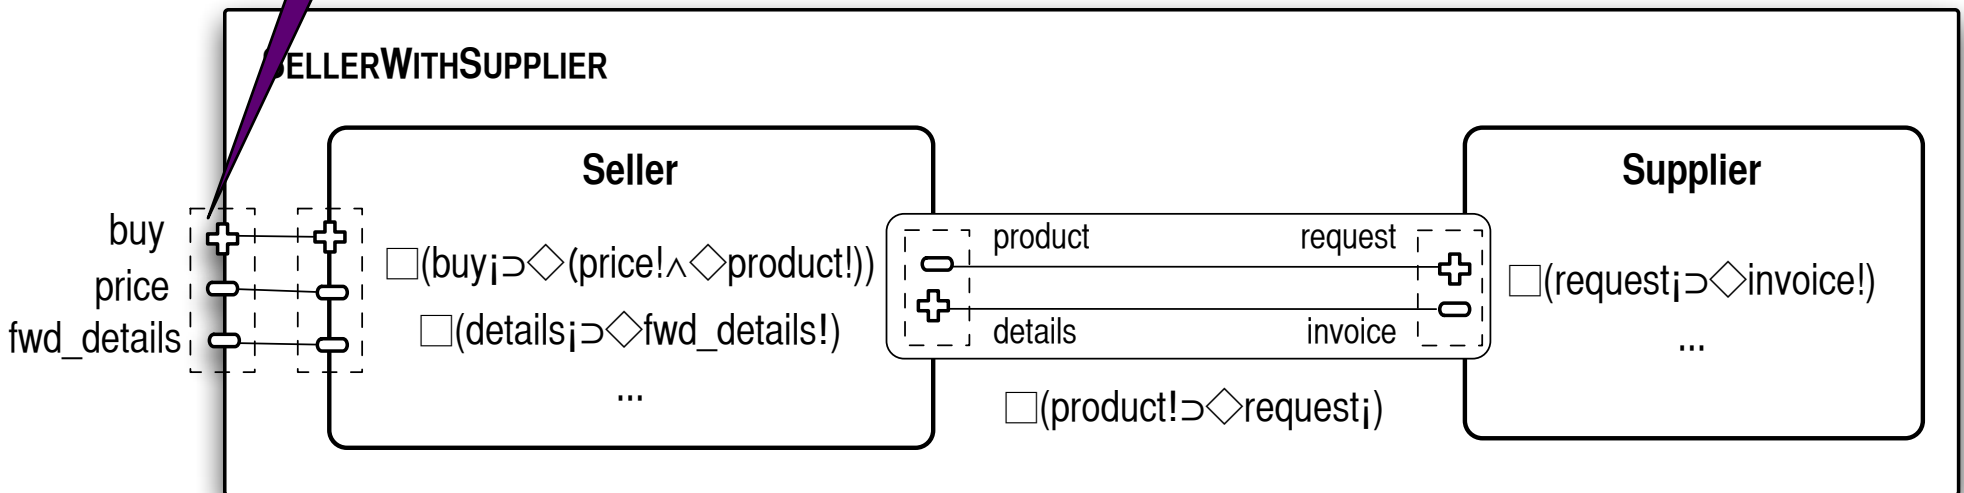 SELLERWITHSUPPLIER
Seller
Supplier
buy
price
fwd_details
□(buy¡⊃◇(price!∧◇product!))
□(details¡⊃◇fwd_details!)
...
product
request
details
invoice
□(product!⊃◇request¡)
□(request¡⊃◇invoice!)
...